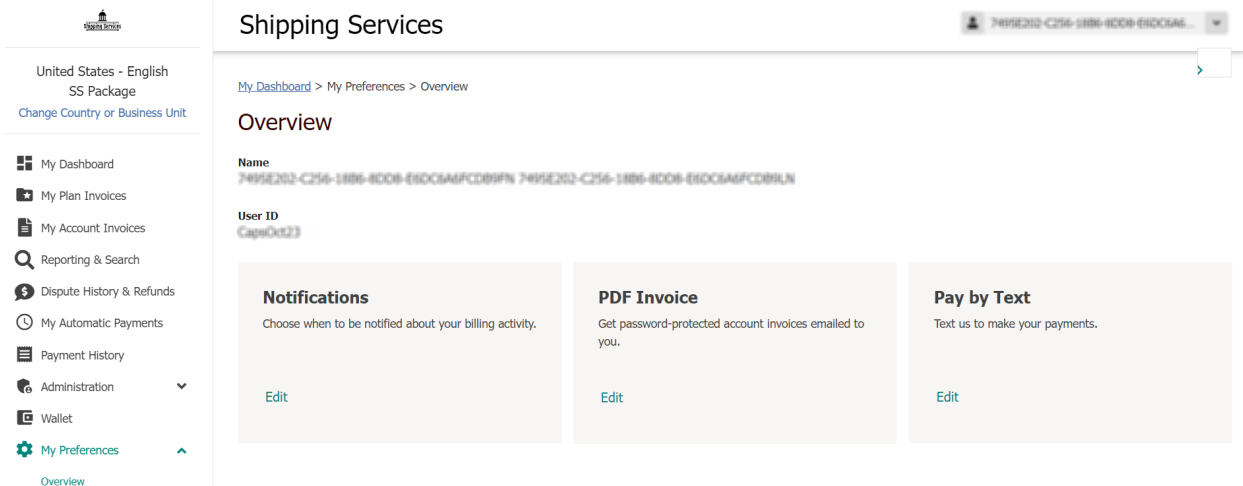 Shipping Services
Shipping Services
United States - English
SS Package
Change Country or Business Unit
My Dashboard
My Plan Invoices
My Account Invoices
Reporting & Search
Dispute History & Refunds
My Automatic Payments
Payment History
Administration
Wallet
My Preferences
Overview
My Dashboard > My Preferences > Overview
Overview
Name
User ID
Notifications
Choose when to be notified about your billing activity.
Edit
PDF Invoice
Get password-protected account invoices emailed to
you.
Edit
Pay by Text
Text us to make your payments.
Edit